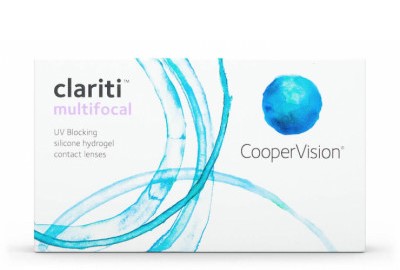 clariti™
multifocal
UV Blocking
silicone hydrogel
contact lenses
CooperVision®